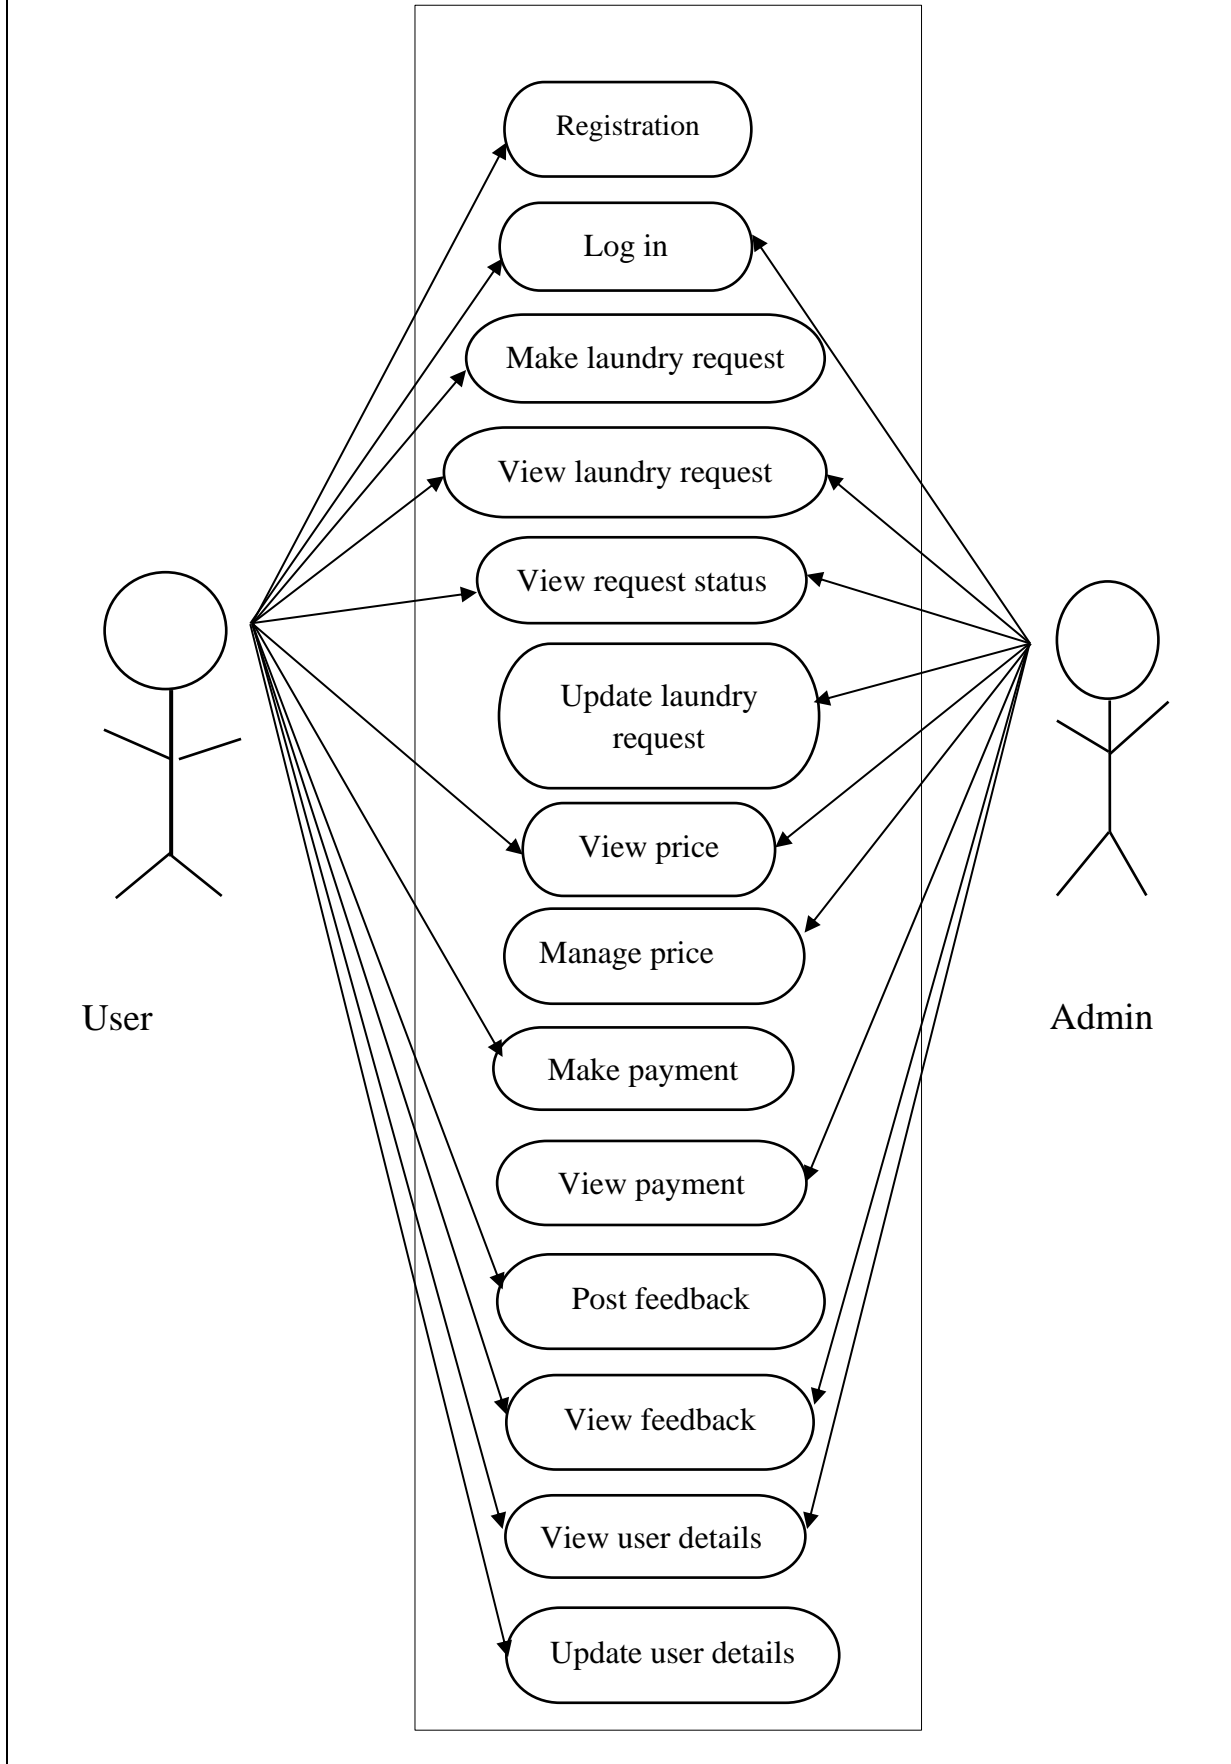 Registration
Log in
Make laundry request
View laundry request
View request status
Update laundry
request
View price
Manage price
User
Admin
Make payment
View payment
Post feedback
View feedback
View user details
Update user details